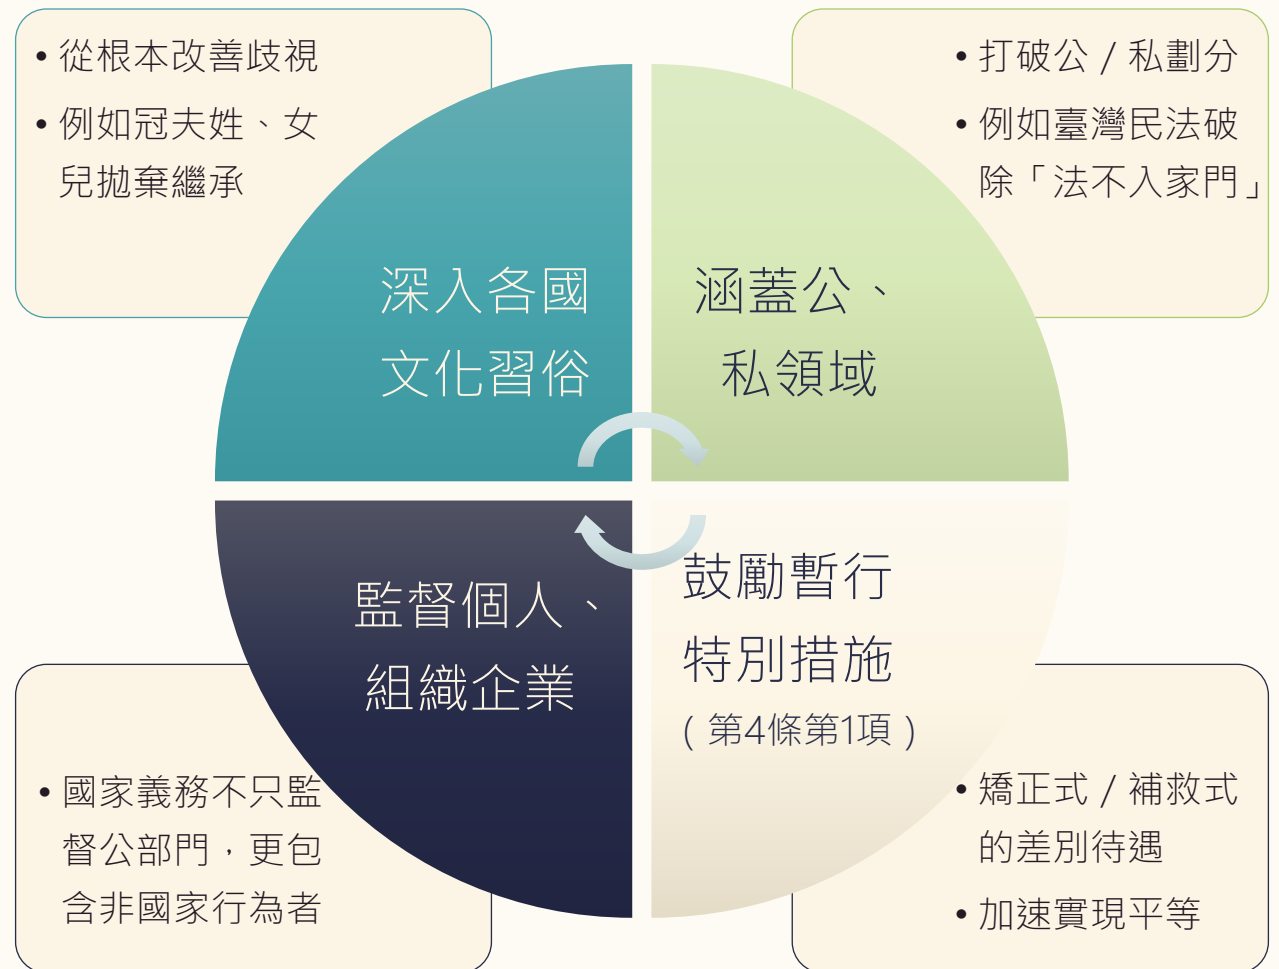 • 從根本改善歧視
• 例如冠夫姓、女
兒拋棄繼承
深入各國
文化習俗
• 打破公 / 私劃分
• 例如臺灣民法破
除「法不入家門」
涵蓋公、
私領域
監督個人、
組織企業
• 國家義務不只監
督公部門，更包
含非國家行為者
鼓勵暫行
特別措施
( 第4條第1項 )
• 矯正式 / 補救式
的差別待遇
• 加速實現平等